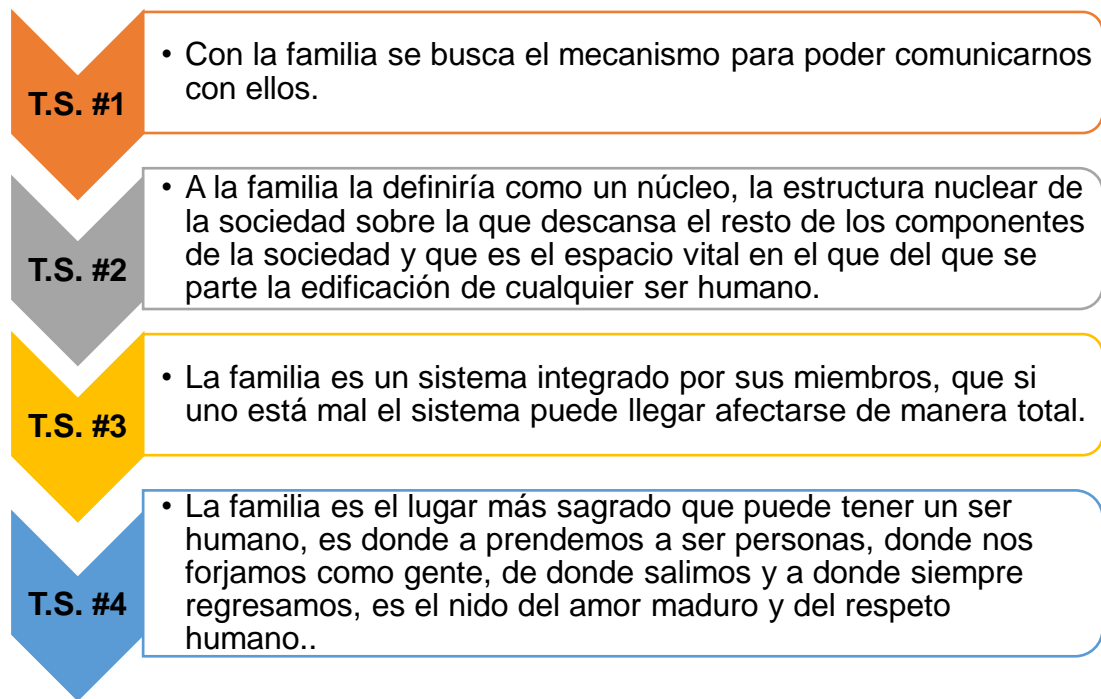 T.S. #1
• Con la familia se busca el mecanismo para poder comunicarnos
con ellos.
T.S. #2
• A la familia la definiría como un núcleo, la estructura nuclear de
la sociedad sobre la que descansa el resto de los componentes
de la sociedad y que es el espacio vital en el que del que se
parte la edificación de cualquier ser humano.
T.S. #3
• La familia es un sistema integrado por sus miembros, que si
uno está mal el sistema puede llegar afectarse de manera total.
T.S. #4
• La familia es el lugar más sagrado que puede tener un ser
humano, es donde a prendemos a ser personas, donde nos
forjamos como gente, de donde salimos y a donde siempre
regresamos, es el nido del amor maduro y del respeto
humano..